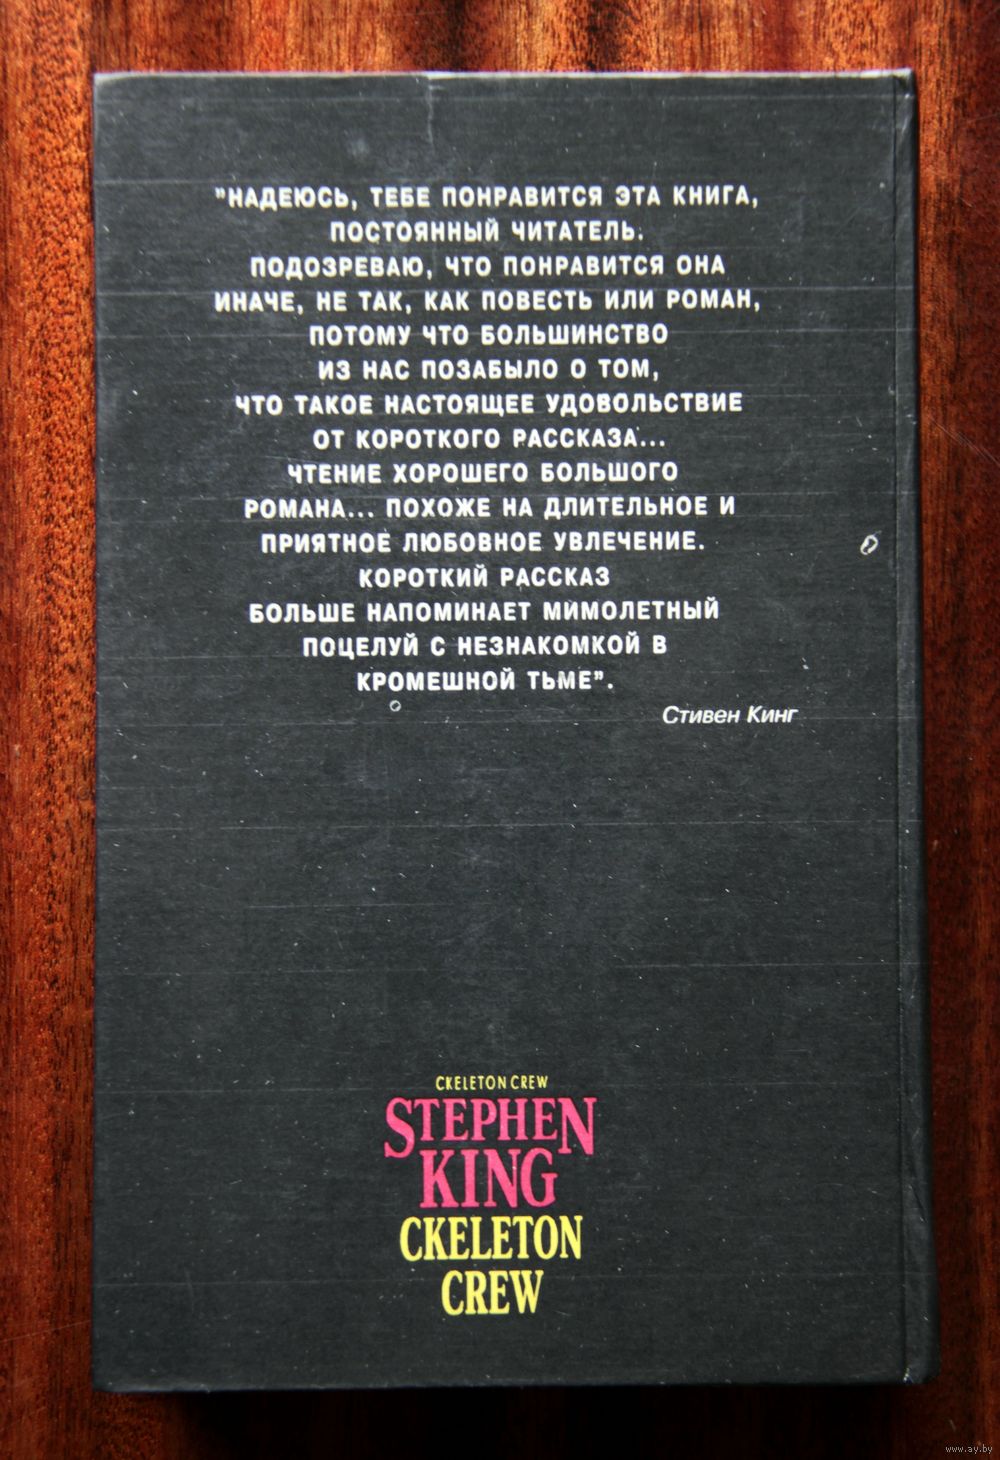 "НАДЕЮСЬ, ТЕБЕ ПОНРАВИТСЯ ЭТА КНИГА,
ПОСТОЯННЫЙ ЧИТАТЕЛЬ.
ПОДОЗРЕВАЮ, ЧТО ПОНРАВИТСЯ ОНА
ИНАЧЕ, НЕ ТАК, КАК ПОВЕСТЬ ИЛИ РОМАН,
ПОТОМУ ЧТО БОЛЬШИНСТВО
ИЗ НАС ПОЗАБЫЛО О ТОМ,
ЧТО ТАКОЕ НАСТОЯЩЕЕ УДОВОЛЬСТВИЕ
ОТ КОРОТКОГО РАССКАЗА...
ЧТЕНИЕ ХОРОШЕГО БОЛЬШОГО
РОМАНА... ПОХОЖЕ НА ДЛИТЕЛЬНОЕ И
ПРИЯТНОЕ ЛЮБОВНОЕ УВЛЕЧЕНИЕ.
КОРОТКИЙ РАССКАЗ
БОЛЬШЕ НАПОМИНАЕТ МИМОЛЕТНЫЙ
ПОЦЕЛУЙ С НЕЗНАКОМКОЙ В
КРОМЕШНОЙ ТЬМЕ".
Стивен Кинг
CKELETON CREW
STEPHEN
KING
CKELETON
CREW
www.ay.by